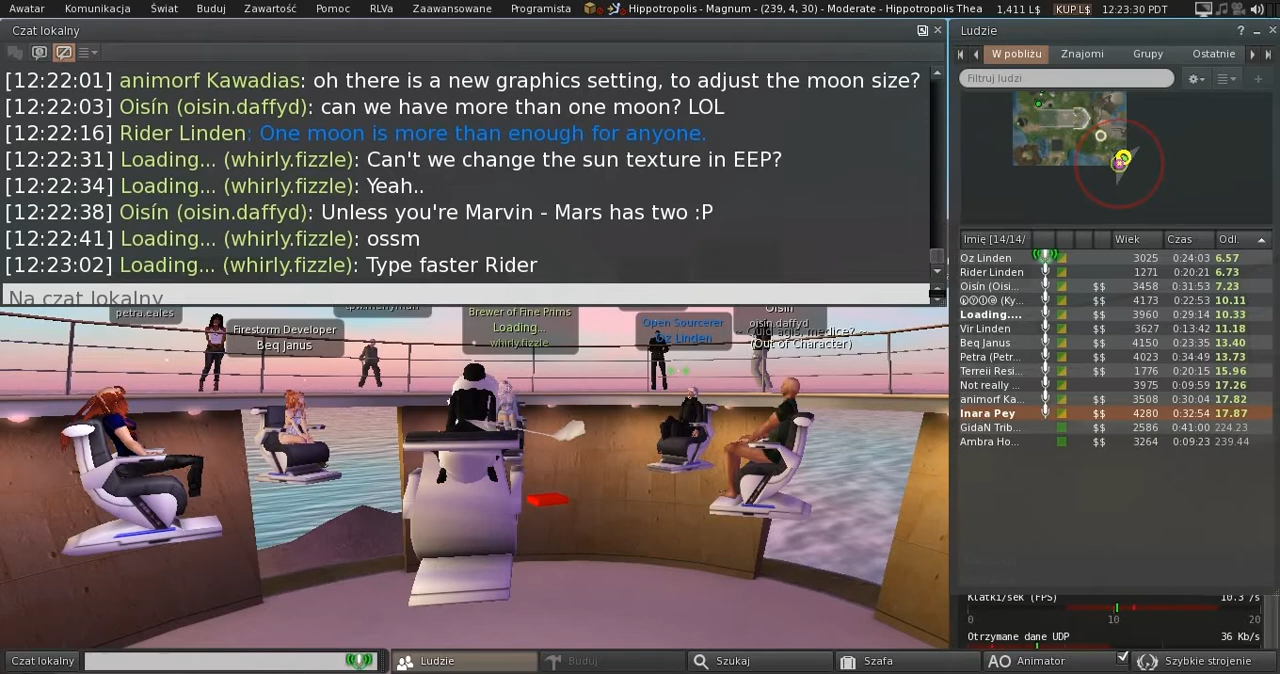 Awatar Komunikacja Świat Buduj Zawartość Pomoc RLVa Zaawansowane Programista Hippotropolis - Magnum - (239, 4, 30) - Moderate - Hippotropolis Thea 1,411 L$ KUP L$ 12:23:30 PDT
Czat lokalny
[12:22:01] animorf Kawadias: oh there is a new graphics setting, to adjust the moon size?
[12:22:03] Oisín (oisin.daffyd): can we have more than one moon? LOL
[12:22:16] Rider Linden: One moon is more than enough for anyone.
[12:22:31] Loading... (whirly.fizzle): Can't we change the sun texture in EEP?
[12:22:34] Loading... (whirly.fizzle): Yeah..
[12:22:38] Oisín (oisin.daffyd): Unless you're Marvin - Mars has two :P
[12:22:41] Loading... (whirly.fizzle): ossm
[12:23:02] Loading... (whirly.fizzle): Type faster Rider
Na czat lokalny
petra.eales
Firestorm Developer
Beq Janus
Brewer of Fine Prims
Loading...
whirly.fizzle
Open Sourcerer
Oz Linden
Oisín
oisin.daffyd
~ Quid agis, medice? ~
(Out of Character)
Ludzie
W pobliżu Znajomi Grupy Ostatnie
Filtruj ludzi
Imię [14/14/ Wiek Czas Odl.
Oz Linden 3025 0:24:03 6.57
Rider Linden 1271 0:20:21 6.73
Oisín (Oisi... $$ 3458 0:31:53 7.23
(Ky... $$ 4173 0:22:53 10.11
Loading.... $$ 3960 0:29:14 10.33
Vir Linden $$ 3627 0:13:42 11.18
Beq Janus $$ 4150 0:23:35 13.40
Petra (Petr... $$ 4023 0:34:49 13.73
Terreii Resi... $$ 1776 0:20:15 15.96
Not really ... 3975 0:09:59 17.26
animorf Ka... $$ 3508 0:30:04 17.82
Inara Pey $$ 4280 0:32:54 17.87
GidaN Trib... $$ 2586 0:41:00 224.23
Ambra Ho... $$ 3264 0:09:23 239.44
Klatki/sek (FPS) 10.3 /s
0 10 20
Otrzymane dane UDP 36 Kb/s
Czat lokalny Ludzie Buduj Szukaj Szafa AO Animator Szybkie strojenie